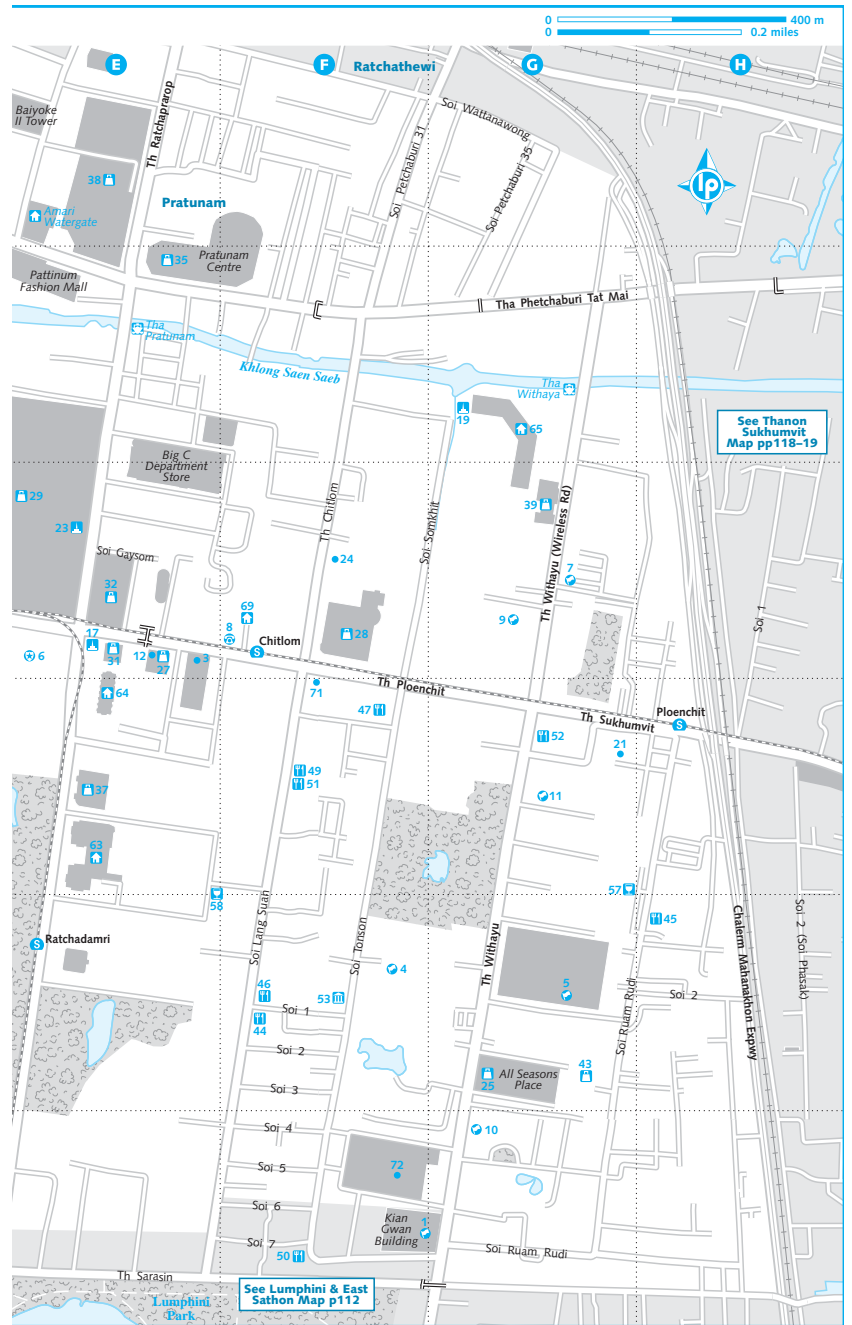 0 400 m
0 0.2 miles
E
F
G
H
Ratchathewi
Baiyoke
II Tower
Th Ratchaprarop
Soi Wattanawong
Soi Petchaburi 31
Soi Petchaburi 35
lp
38
Pratunam
Amari
Watergate
35
Pratunam
Centre
Pattinum
Fashion Mall
Tha Phetchaburi Tat Mai
Tha
Pratunam
Khlong Saen Saeb
Tha
Withaya
19
65
See Thanon
Sukhumvit
Map pp118–19
Big C
Department
Store
29
39
23
Th Chitlom
Soi Somkhit
Th Withayu (Wireless Rd)
Soi Gaysom
24
7
32
69
9
Soi 1
8
28
17
Chitlom
S
6
31
12
27
3
64
71
Th Ploenchit
47
Th Sukhumvit
Ploenchit
S
52
21
49
51
37
11
63
57
58
45
Soi Lang Suan
Soi Tonson
Th Withayu
Chalerm Mahanakhon Expwy
Soi 2 (Soi Phasak)
S
Ratchadamri
4
5
46
53
Soi 1
Soi 2
44
Soi Ruam Rudi
Soi 2
43
25
All Seasons
Place
Soi 3
Soi 4
10
Soi 5
72
Soi 6
Kian
Gwan
Building
1
Soi 7
50
Soi Ruam Rudi
Th Sarasin
See Lumphini & East
Sathon Map p112
Lumphini
Park